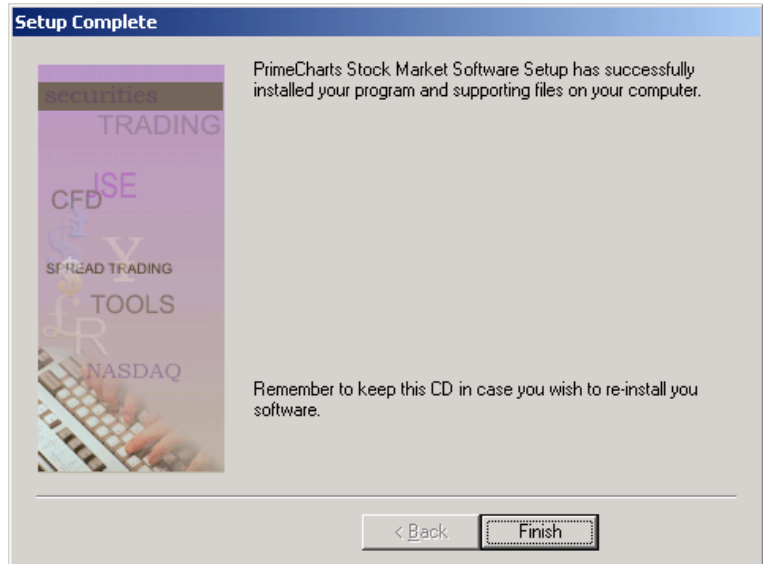 Setup Complete
PrimeCharts Stock Market Software Setup has successfully
installed your program and supporting files on your computer.
securities
TRADING
JSE
CFD
$
¥
SPREAD TRADING
TOOLS
£
R
NASDAQ
Remember to keep this CD in case you wish to re-install you
software.
< Back
Finish